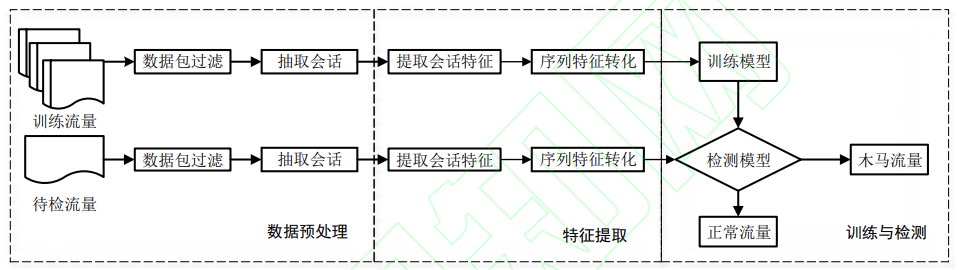 数据包过滤
抽取会话
提取会话特征
序列特征转化
训练模型
训练流量
数据包过滤
抽取会话
提取会话特征
序列特征转化
检测模型
木马流量
待检流量
正常流量
数据预处理
特征提取
训练与检测